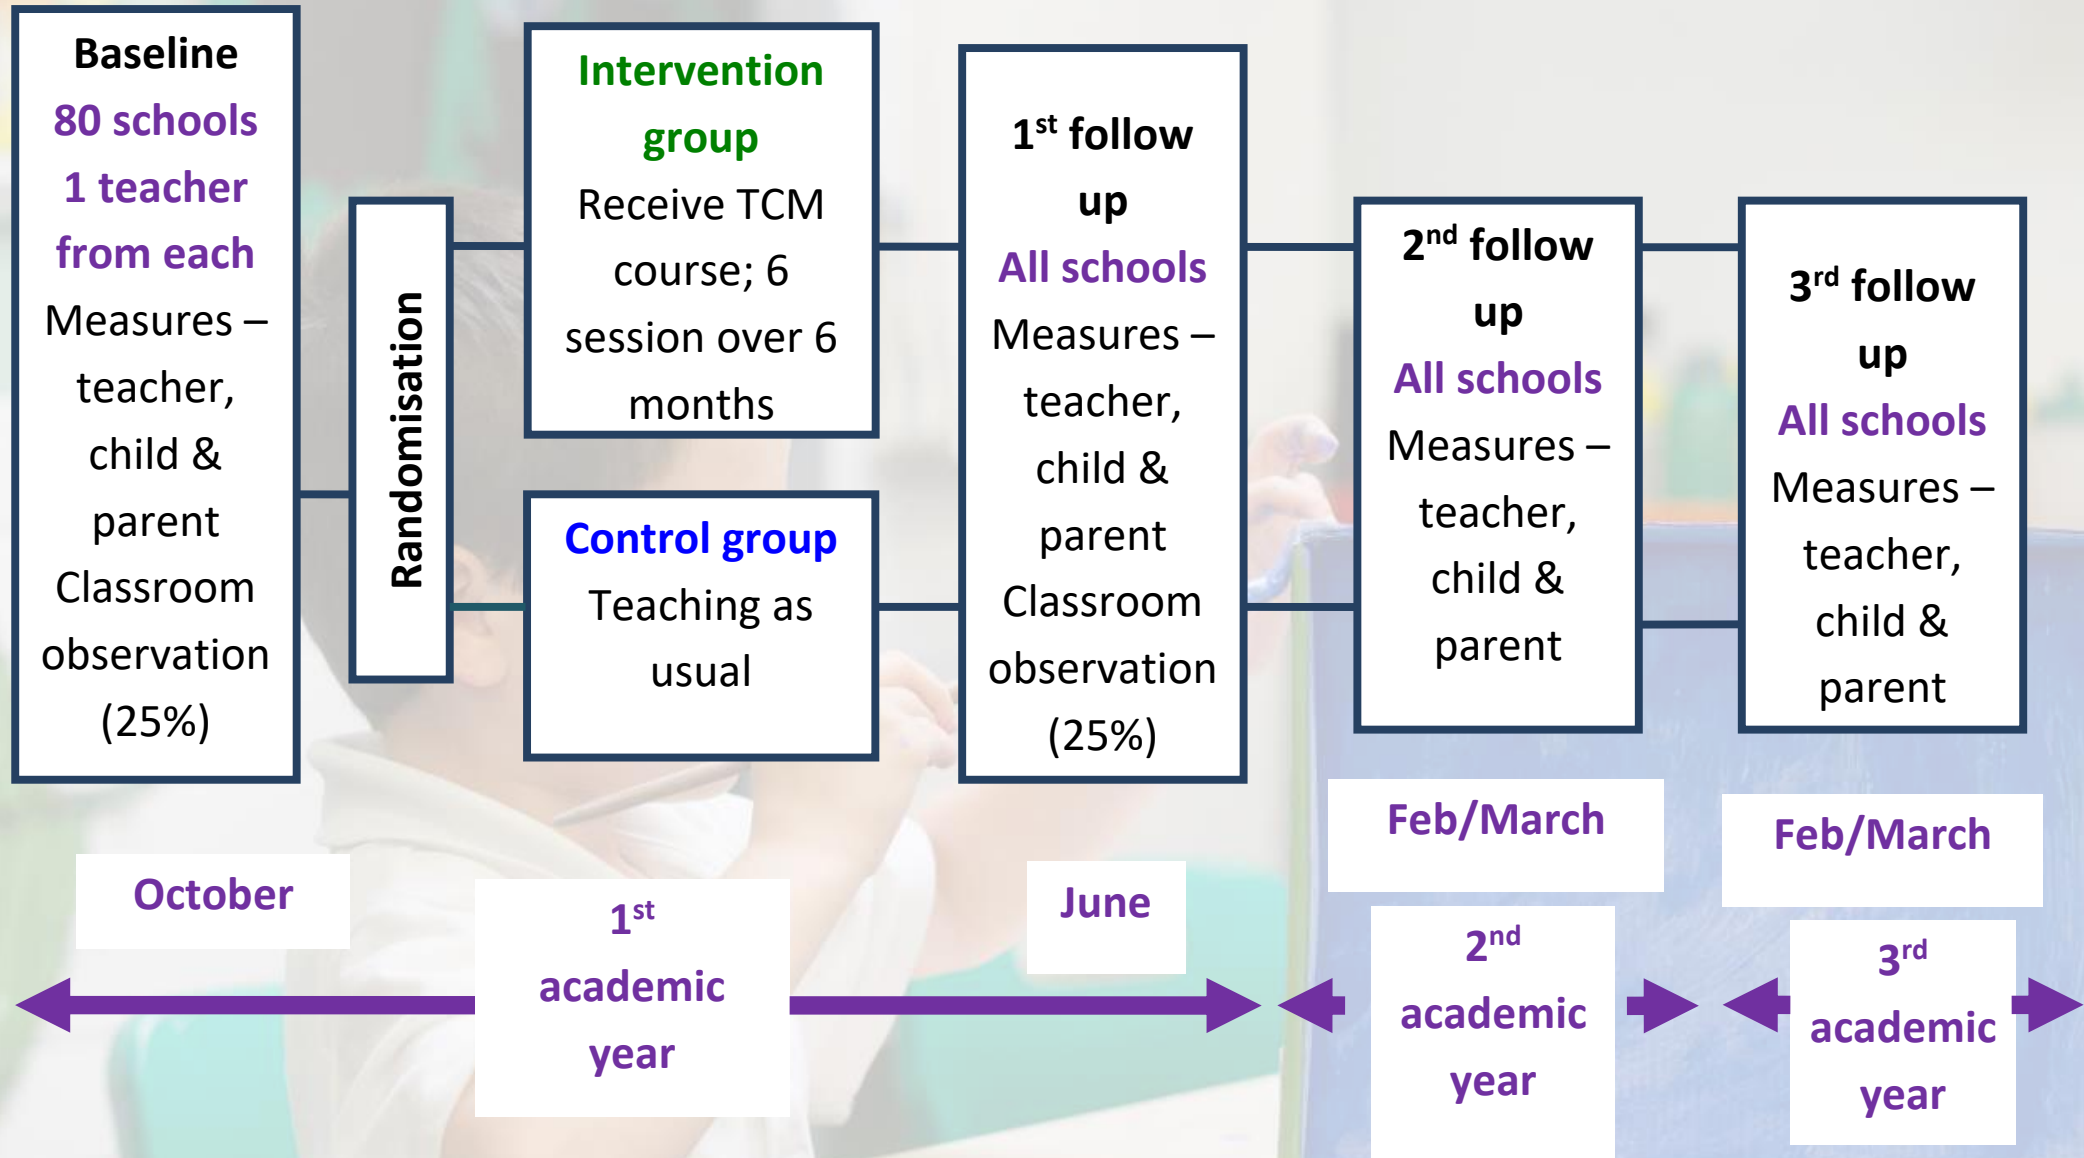 Baseline
80 schools
1 teacher
from each
Measures –
teacher,
child &
parent
Classroom
observation
(25%)
Randomisation
Intervention
group
Receive TCM
course; 6
session over 6
months
Control group
Teaching as
usual
1st follow
up
All schools
Measures –
teacher,
child &
parent
Classroom
observation
(25%)
2nd follow
up
All schools
Measures –
teacher,
child &
parent
3rd follow
up
All schools
Measures –
teacher,
child &
parent
October
1st
academic
year
June
Feb/March
2nd
academic
year
Feb/March
3rd
academic
year